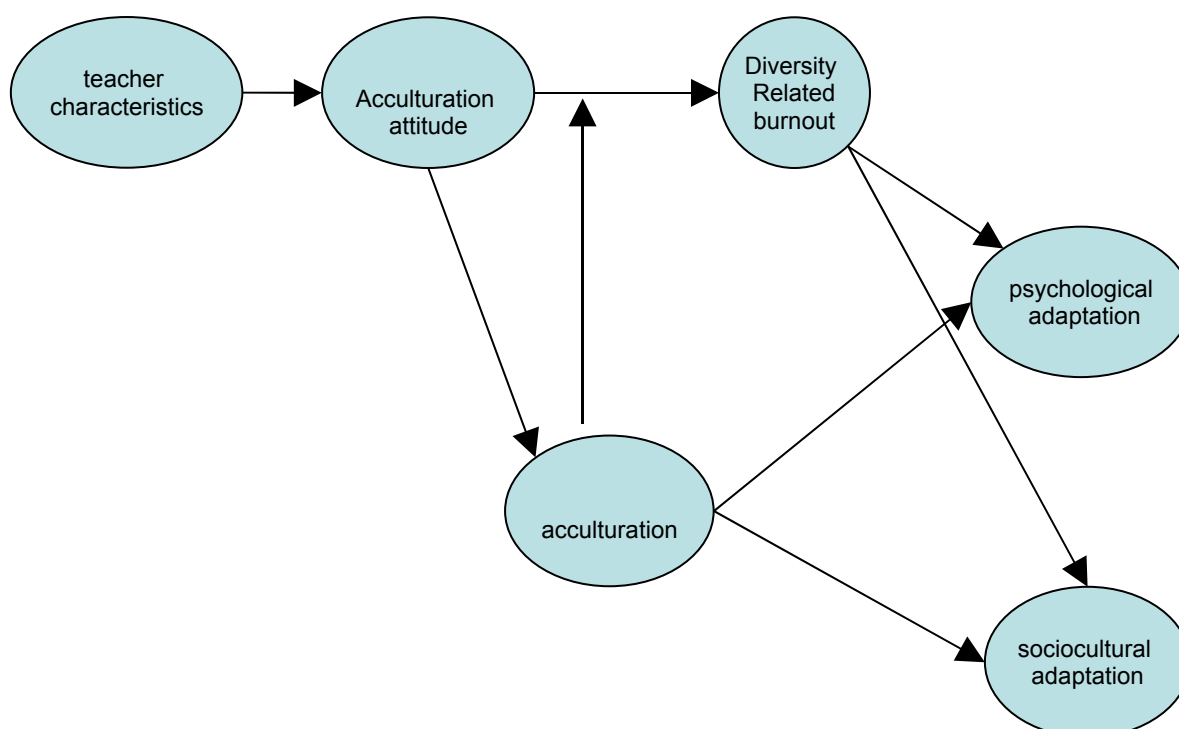 teacher
characteristics
Acculturation
attitude
Diversity
Related
burnout
psychological
adaptation
acculturation
sociocultural
adaptation